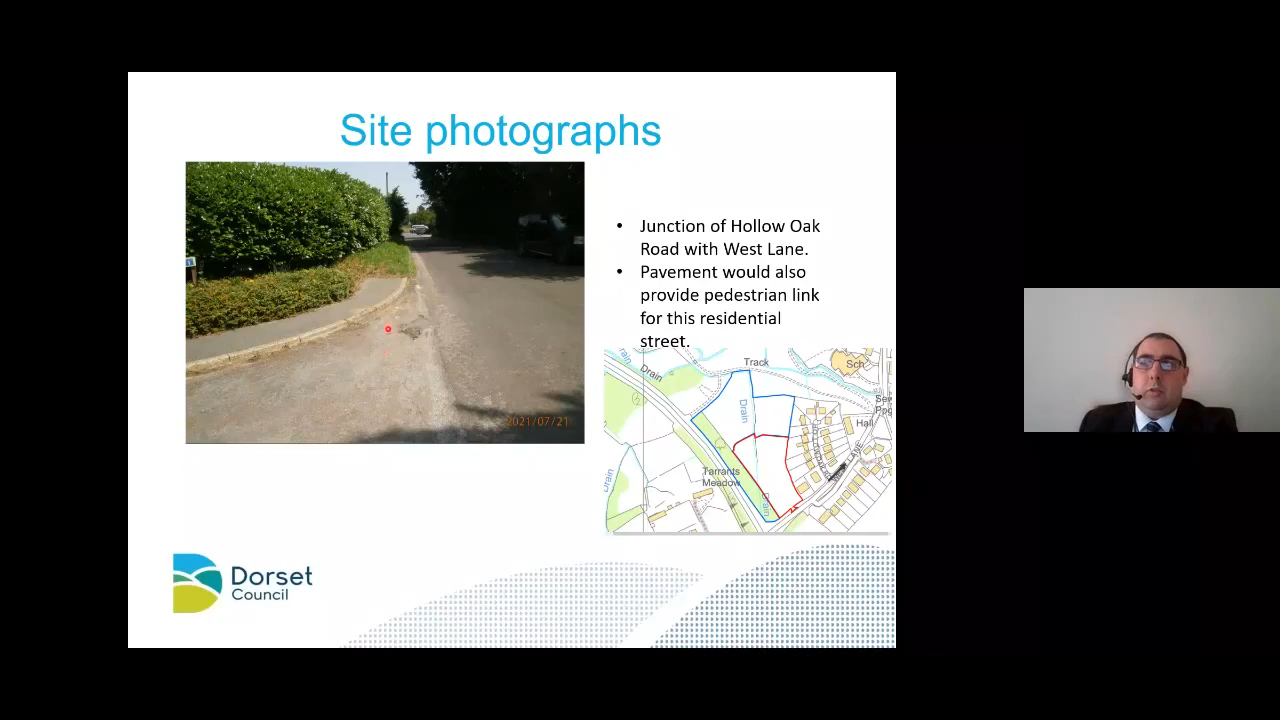 Site photographs
2021/07/21
• Junction of Hollow Oak
Road with West Lane.
• Pavement would also
provide pedestrian link
for this residential
street.
Drain
Drain
Track
Sch
Drain
Hall
Tarrants
Meadow
Drain
Drain
Dorset
Council